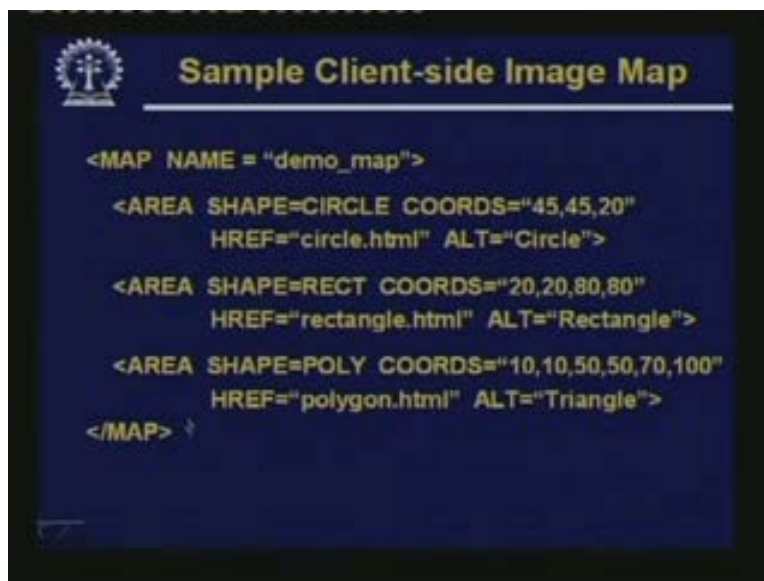 Sample Client-side Image Map
<MAP NAME = “demo_map”>
<AREA SHAPE=CIRCLE COORDS=“45,45,20”
HREF=“circle.html” ALT=“Circle”>
<AREA SHAPE=RECT COORDS=“20,20,80,80”
HREF=“rectangle.html” ALT=“Rectangle”>
<AREA SHAPE=POLY COORDS=“10,10,50,50,70,100”
HREF=“polygon.html” ALT=“Triangle”>
</MAP>